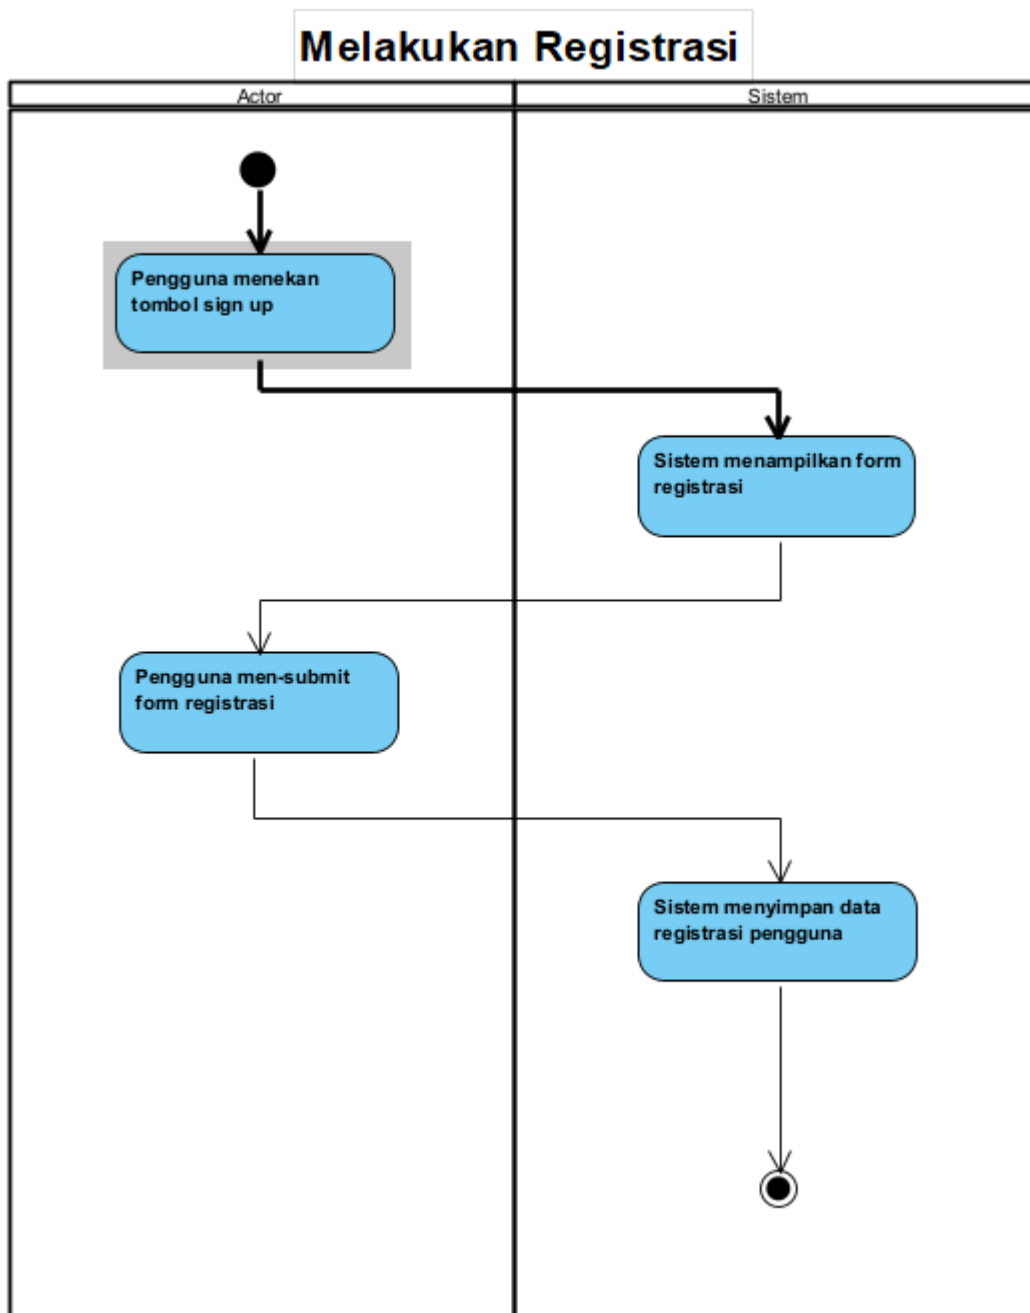 Melakukan Registrasi
Actor
Sistem
Pengguna menekan
tombol sign up
Sistem menampilkan form
registrasi
Pengguna men-submit
form registrasi
Sistem menyimpan data
registrasi pengguna